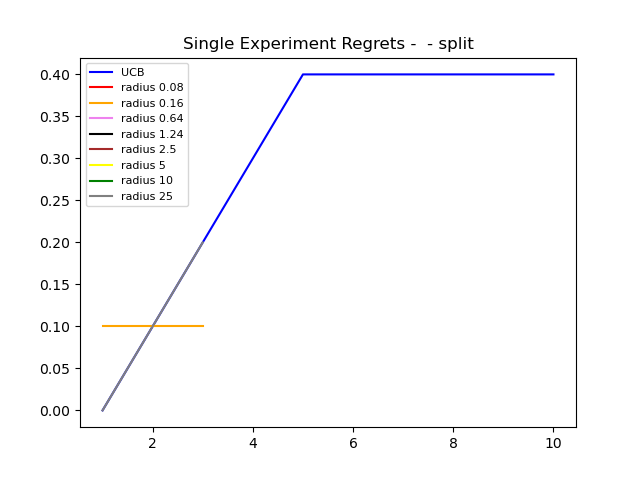 Single Experiment Regrets -  - split
0.40
0.35
0.30
0.25
0.20
0.15
0.10
0.05
0.00
UCB
radius 0.08
radius 0.16
radius 0.64
radius 1.24
radius 2.5
radius 5
radius 10
radius 25
2 4 6 8 10